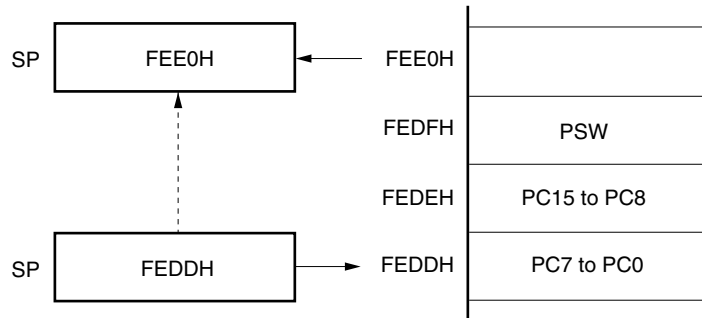 SP FEE0H FEE0H
FEDFH PSW
FEDEH PC15 to PC8
SP FEDDH FEDDH PC7 to PC0